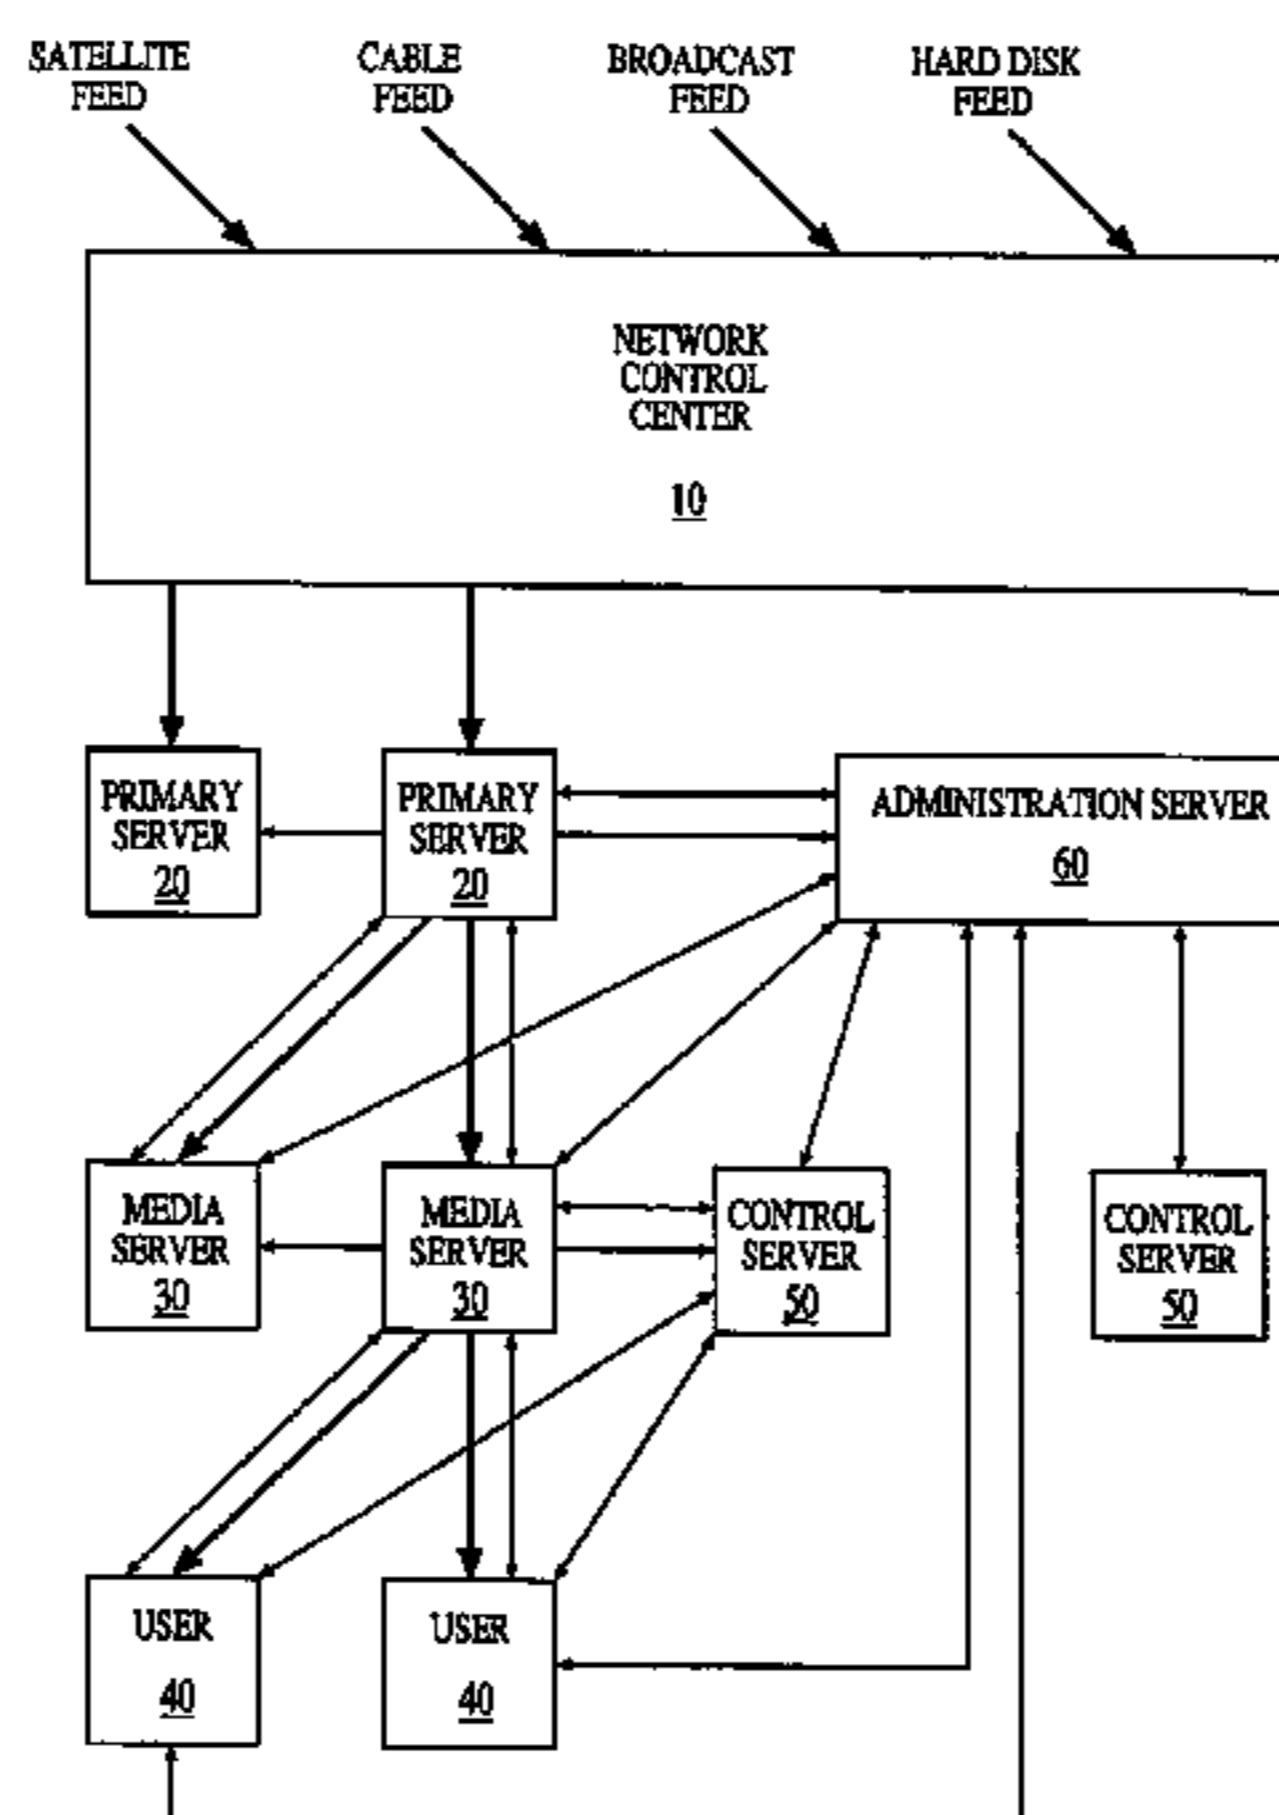 SATELLITE
FEED
CABLE
FEED
BROADCAST
FEED
HARD DISK
FEED
NETWORK
CONTROL
CENTER
10
PRIMARY
SERVER
20
PRIMARY
SERVER
20
ADMINISTRATION SERVER
60
MEDIA
SERVER
30
MEDIA
SERVER
30
CONTROL
SERVER
50
CONTROL
SERVER
50
USER
40
USER
40